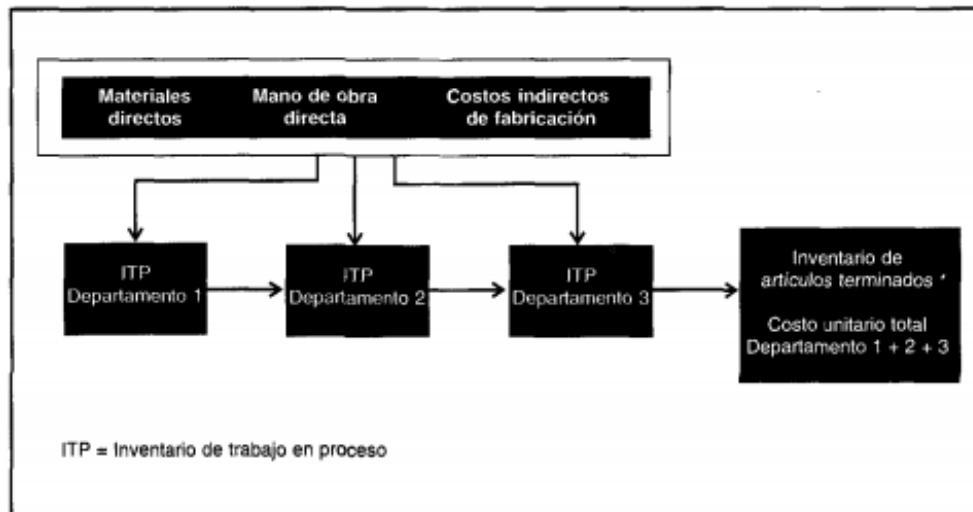 Materiales directos
Mano de obra directa
Costos indirectos de fabricación
ITP
Departamento 1
ITP
Departamento 2
ITP
Departamento 3
Inventario de
artículos terminados *
Costo unitario total
Departamento 1 + 2 + 3
ITP = Inventario de trabajo en proceso